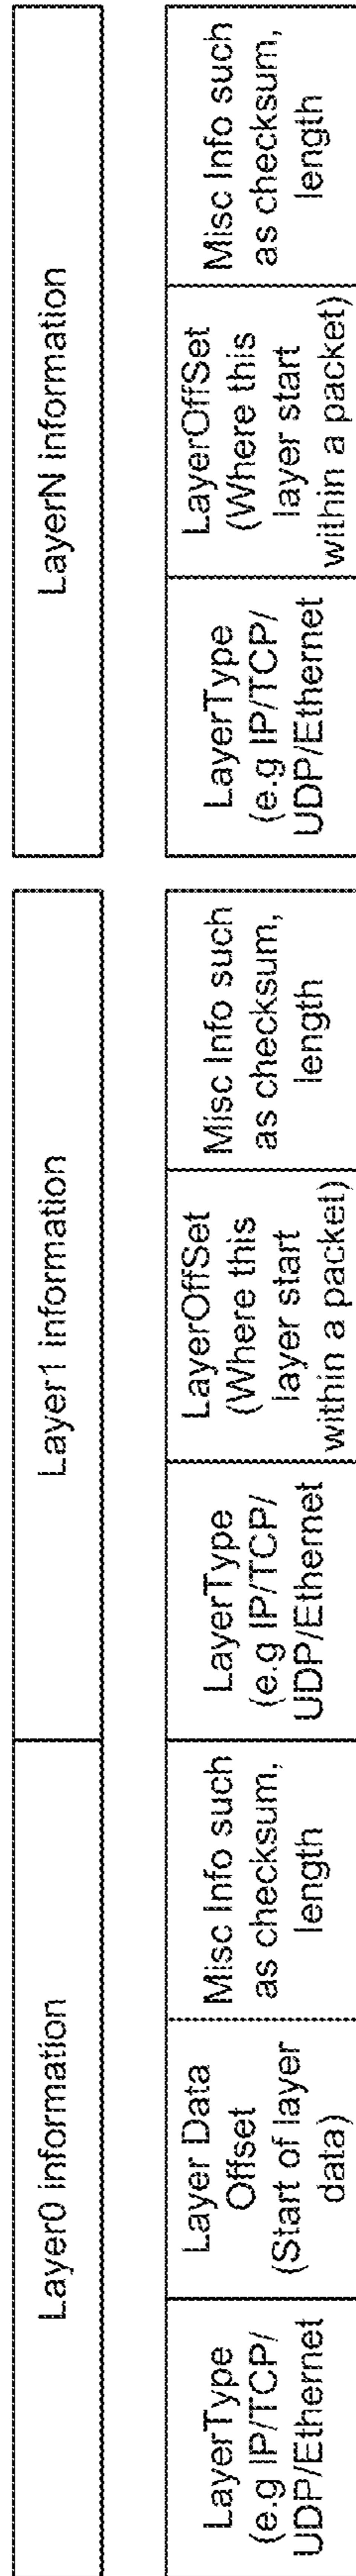 Layer0 information
Layer1 information
LayerN information
LayerType
(e.g IP/TCP/
UDP/Ethernet
Layer Data
Offset
(Start of layer
data)
Misc Info such
as checksum,
length
LayerType
(e.g IP/TCP/
UDP/Ethernet
LayerOffSet
(Where this
layer start
within a packet)
Misc Info such
as checksum,
length
LayerType
(e.g IP/TCP/
UDP/Ethernet
LayerOffSet
(Where this
layer start
within a packet)
Misc Info such
as checksum,
length